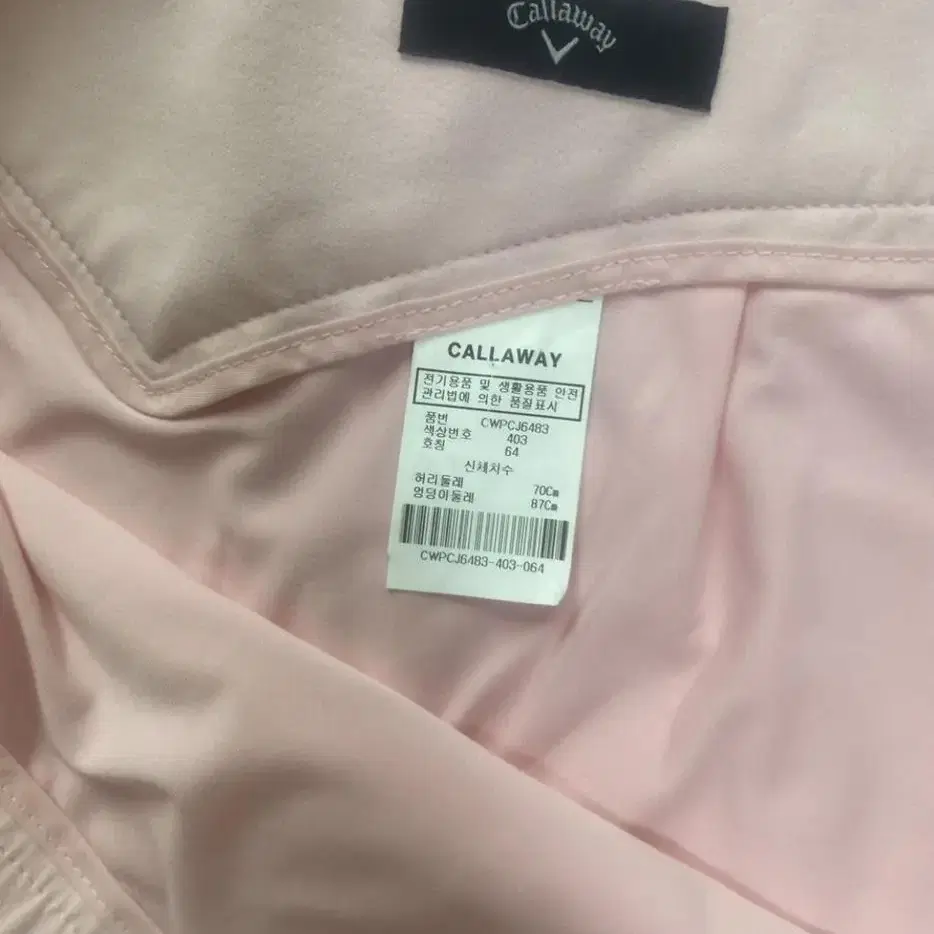 Callaway
CALLAWAY
전기용품 및 생활용품 안전
관리법에 의한 품질표시
품번 CWPCJ6483
색상번호 403
호칭 64
신체치수
허리둘레 70C㎝
엉덩이둘레 87C㎝
CWPCJ6483-403-064